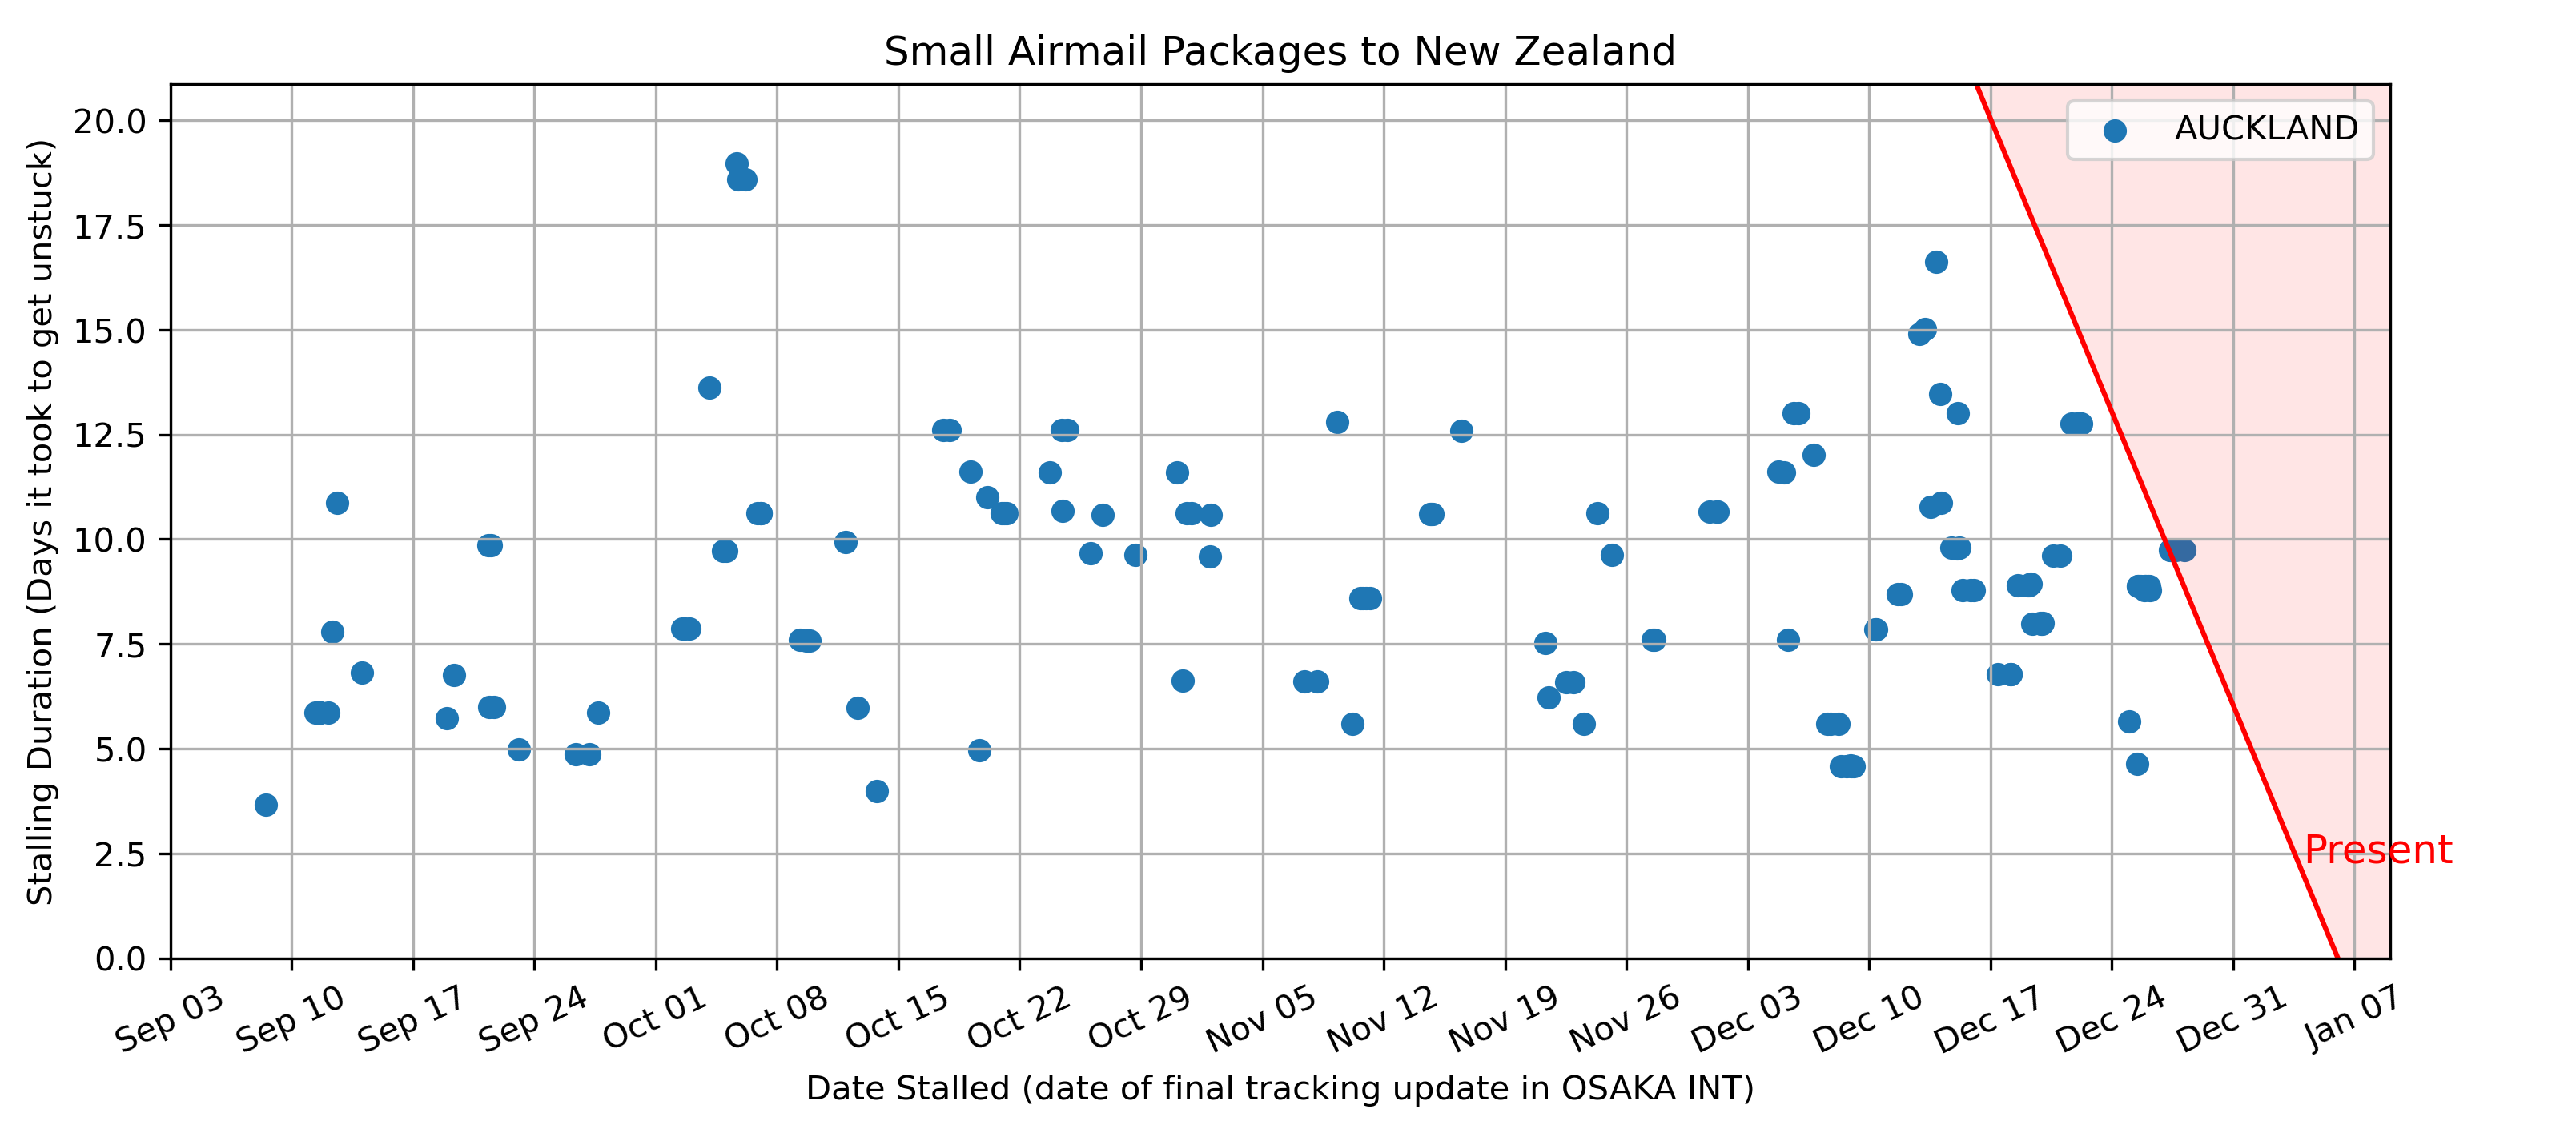 Small Airmail Packages to New Zealand
AUCKLAND
Stalling Duration (Days it took to get unstuck)
20.0
17.5
15.0
12.5
10.0
7.5
5.0
2.5
0.0
Present
Sep 03 Sep 10 Sep 17 Sep 24 Oct 01 Oct 08 Oct 15 Oct 22 Oct 29 Nov 05 Nov 12 Nov 19 Nov 26 Dec 03 Dec 10 Dec 17 Dec 24 Dec 31 Jan 07
Date Stalled (date of final tracking update in OSAKA INT)